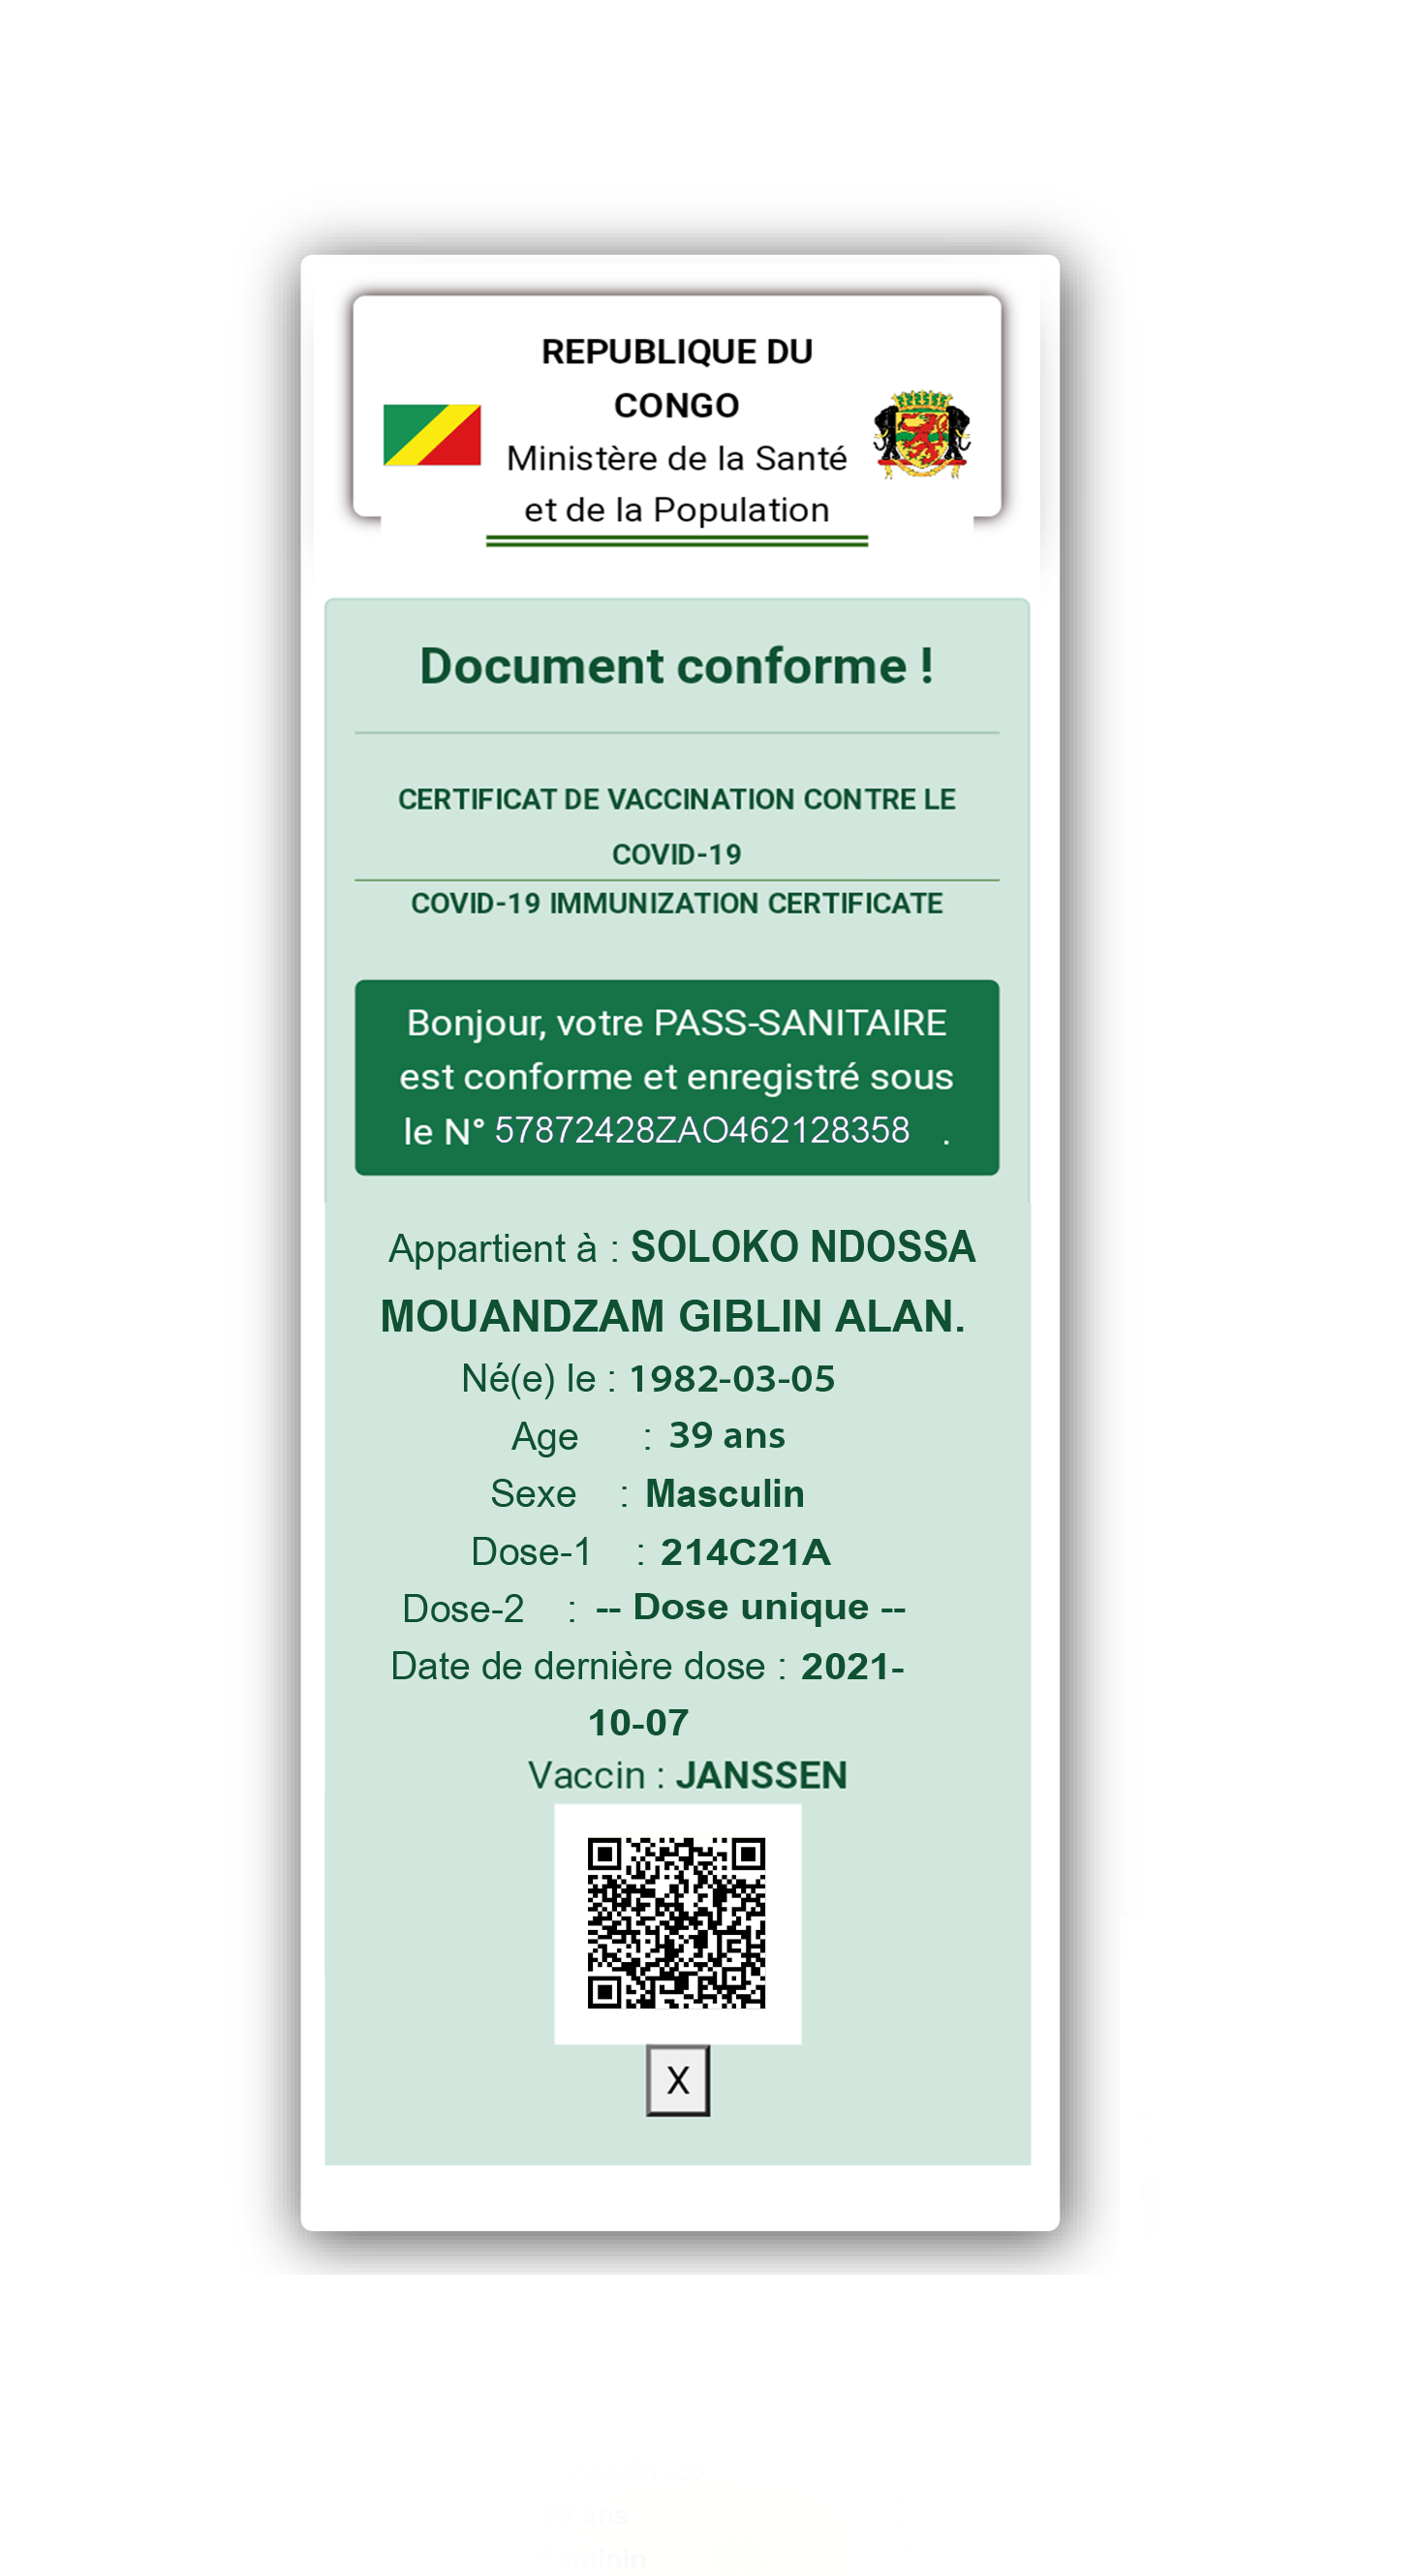 REPUBLIQUE DU
CONGO
Ministère de la Santé
et de la Population
Document conforme !
CERTIFICAT DE VACCINATION CONTRE LE
COVID-19
COVID-19 IMMUNIZATION CERTIFICATE
Bonjour, votre PASS-SANITAIRE
est conforme et enregistré sous
le N° 57872428ZAO462128358 .
Appartient à : SOLOKO NDOSSA
MOUANDZAM GIBLIN ALAN.
Né(e) le : 1982-03-05
Age : 39 ans
Sexe : Masculin
Dose-1 : 214C21A
Dose-2 : -- Dose unique --
Date de dernière dose : 2021-
10-07
Vaccin : JANSSEN
X